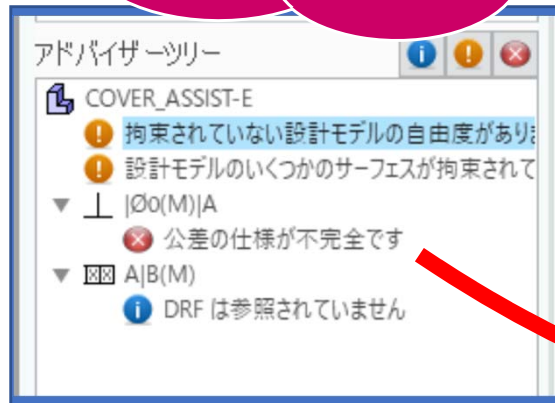 アドバイザーツリー
COVER_ASSIST-E
拘束されていない設計モデルの自由度があり
設計モデルのいくつかのサーフェスが拘束されて
⊥ |Ø0(M)|A
公差の仕様が不完全です
A|B(M)
DRF は参照されていません